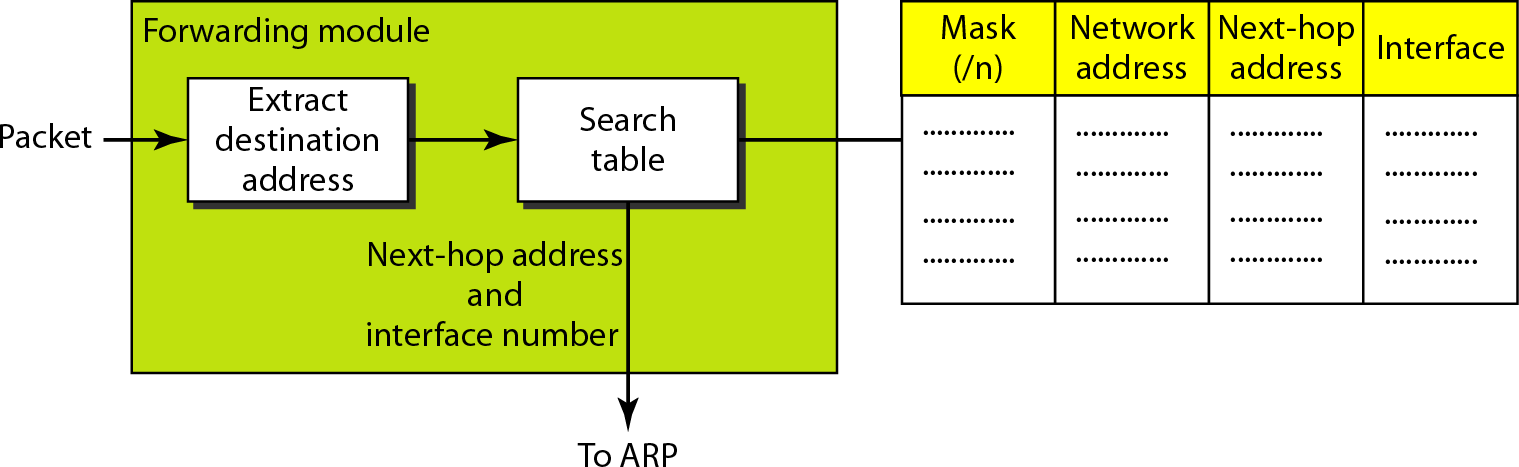 Forwarding module
Packet
Extract
destination
address
Search
table
Next-hop address
and
interface number
To ARP
Mask
(/n)
Network
address
Next-hop
address
Interface
............. ............. ............. .............
............. ............. ............. .............
............. ............. ............. .............
............. ............. ............. .............